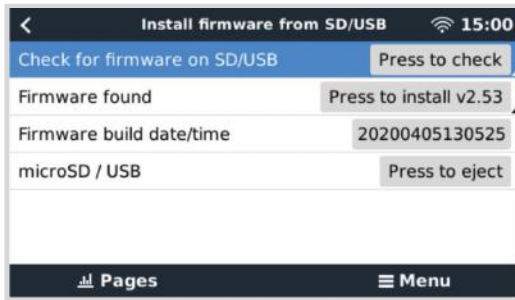 Install firmware from SD/USB 15:00
Check for firmware on SD/USB Press to check
Firmware found Press to install v2.53
Firmware build date/time 20200405130525
microSD / USB Press to eject
Pages Menu